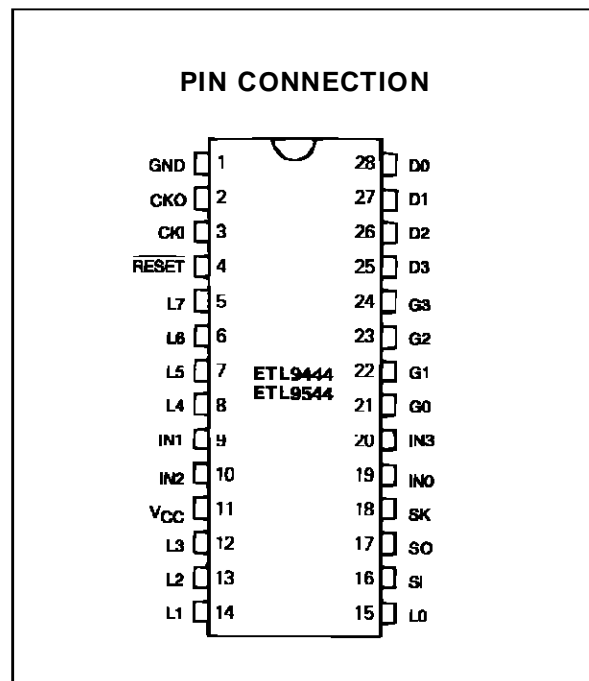 PIN CONNECTION
GND 1 28 D0
CKO 2 27 D1
CKI 3 26 D2
RESET 4 25 D3
L7 5 24 G3
L6 6 23 G2
L5 7 22 G1
ETL9444
ETL9544
L4 8 21 G0
IN1 9 20 IN3
IN2 10 19 IN0
VCC 11 18 SK
L3 12 17 SO
L2 13 16 SI
L1 14 15 L0